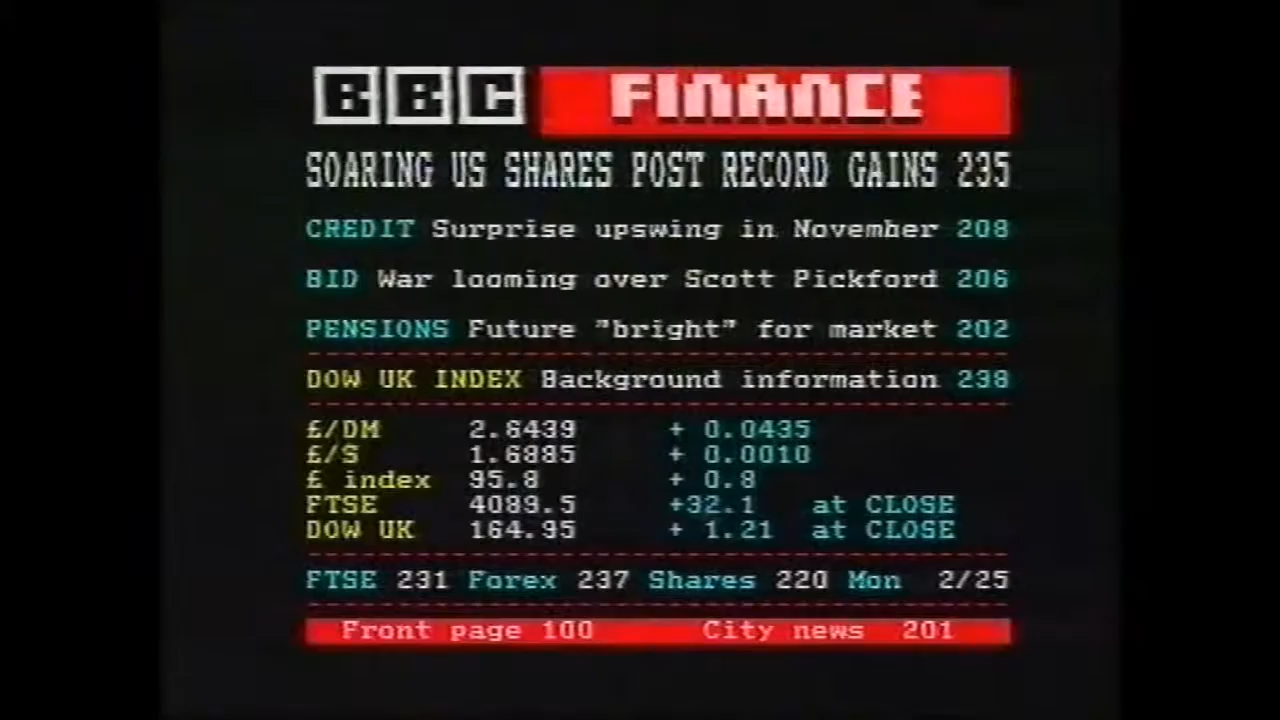 BBC FINANCE
SOARING US SHARES POST RECORD GAINS 235
CREDIT Surprise upswing in November 208
BID War looming over Scott Pickford 206
PENSIONS Future "bright" for market 202
DOW UK INDEX Background information 238
£/DM 2.6439 + 0.0435
£/$ 1.6885 + 0.0010
£ index 95.8 + 0.8
FTSE 4089.5 +32.1 at CLOSE
DOW UK 164.95 + 1.21 at CLOSE
FTSE 231 Forex 237 Shares 220 Mon 2/25
Front page 100 City news 201